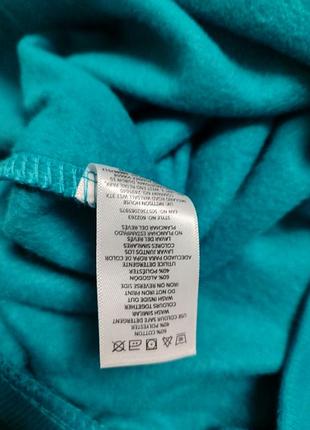 60% COTTON
40% POLYESTER
USE COLOUR SAFE DETERGENT
WASH SIMILAR
COLOURS TOGETHER
WASH INSIDE OUT
DO NOT IRON PRINT
IRON ON REVERSE SIDE
60% ALGODÓN
40% POLIÉSTER
UTILICE DETERGENTE
ADECUADO PARA ROPA DE COLOR
LAVAR JUNTOS LOS
COLORES SIMILARES
LAVAR DEL REVÉS
NO PLANCHAR ESTAMPADO
PLANCHAR DEL REVÉS
STYLE NO: 602263